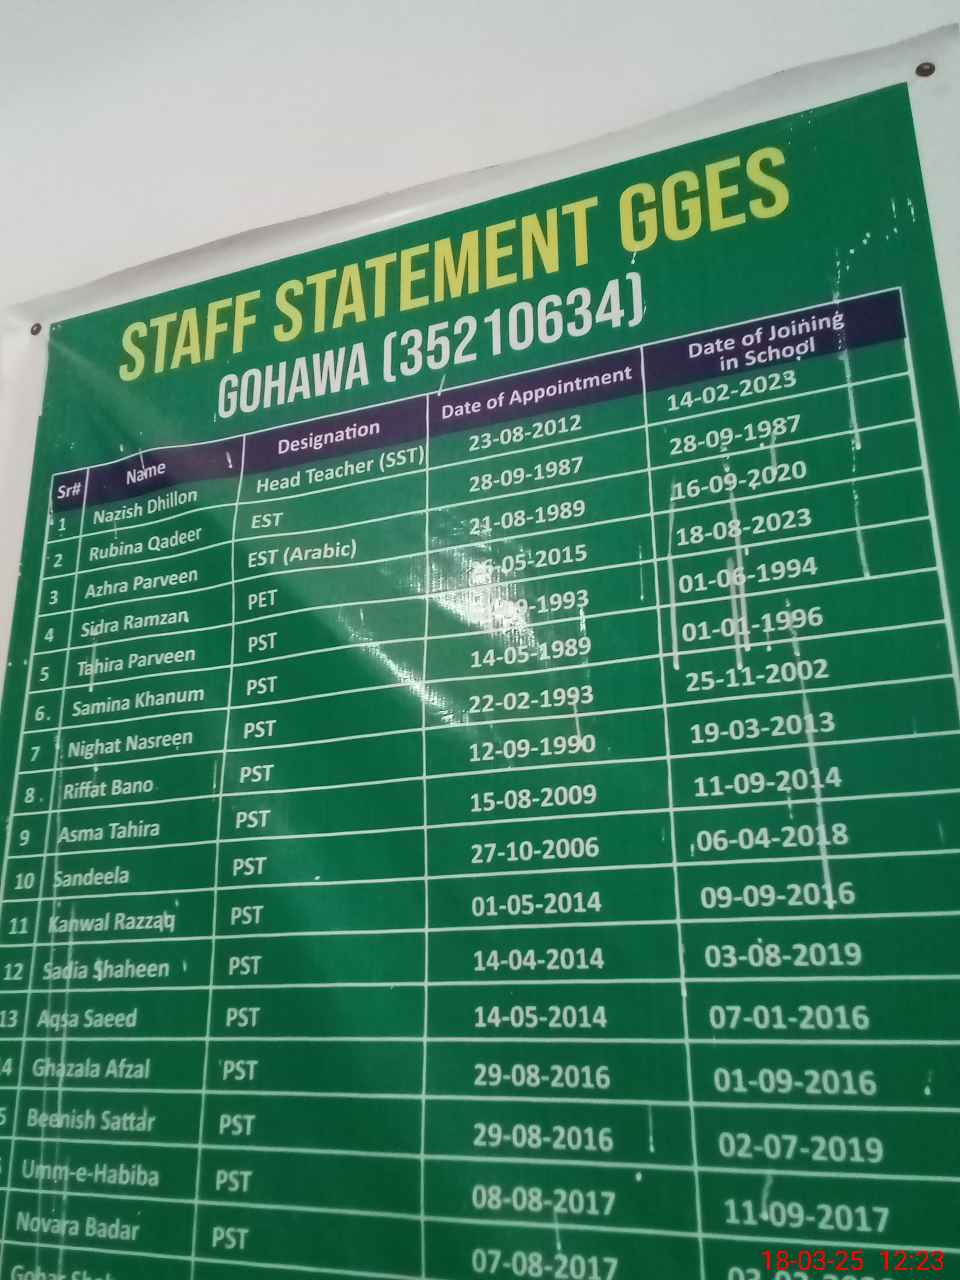 STAFF STATEMENT GGES
GOHAWA (35210634)
Sr# Name Designation Date of Appointment Date of Joining in School
1 Nazish Dhillon Head Teacher (SST) 23-08-2012 14-02-2023
2 Rubina Qadeer EST 28-09-1987 28-09-1987
3 Azhra Parveen EST (Arabic) 21-08-1989 16-09-2020
4 Sidra Ramzan PET 18-08-2023
5 Tahira Parveen PST 01-06-1994
6 Samina Khanum PST 14-05-1989 01-01-1996
7 Nighat Nasreen PST 22-02-1993 25-11-2002
8 Riffat Bano PST 12-09-1990 19-03-2013
9 Asma Tahira PST 15-08-2009 11-09-2014
10 Sandeela PST 27-10-2006 06-04-2018
11 Kanwal Razzaq PST 01-05-2014 09-09-2016
12 Sadia Shaheen PST 14-04-2014 03-08-2019
13 Aqsa Saeed PST 14-05-2014 07-01-2016
4 Ghazala Afzal PST 29-08-2016 01-09-2016
5 Beenish Sattar PST 29-08-2016 02-07-2019
Umm-e-Habiba PST 08-08-2017 11-09-2017
Novara Badar PST 07-08-2017
18-03-25 12:23